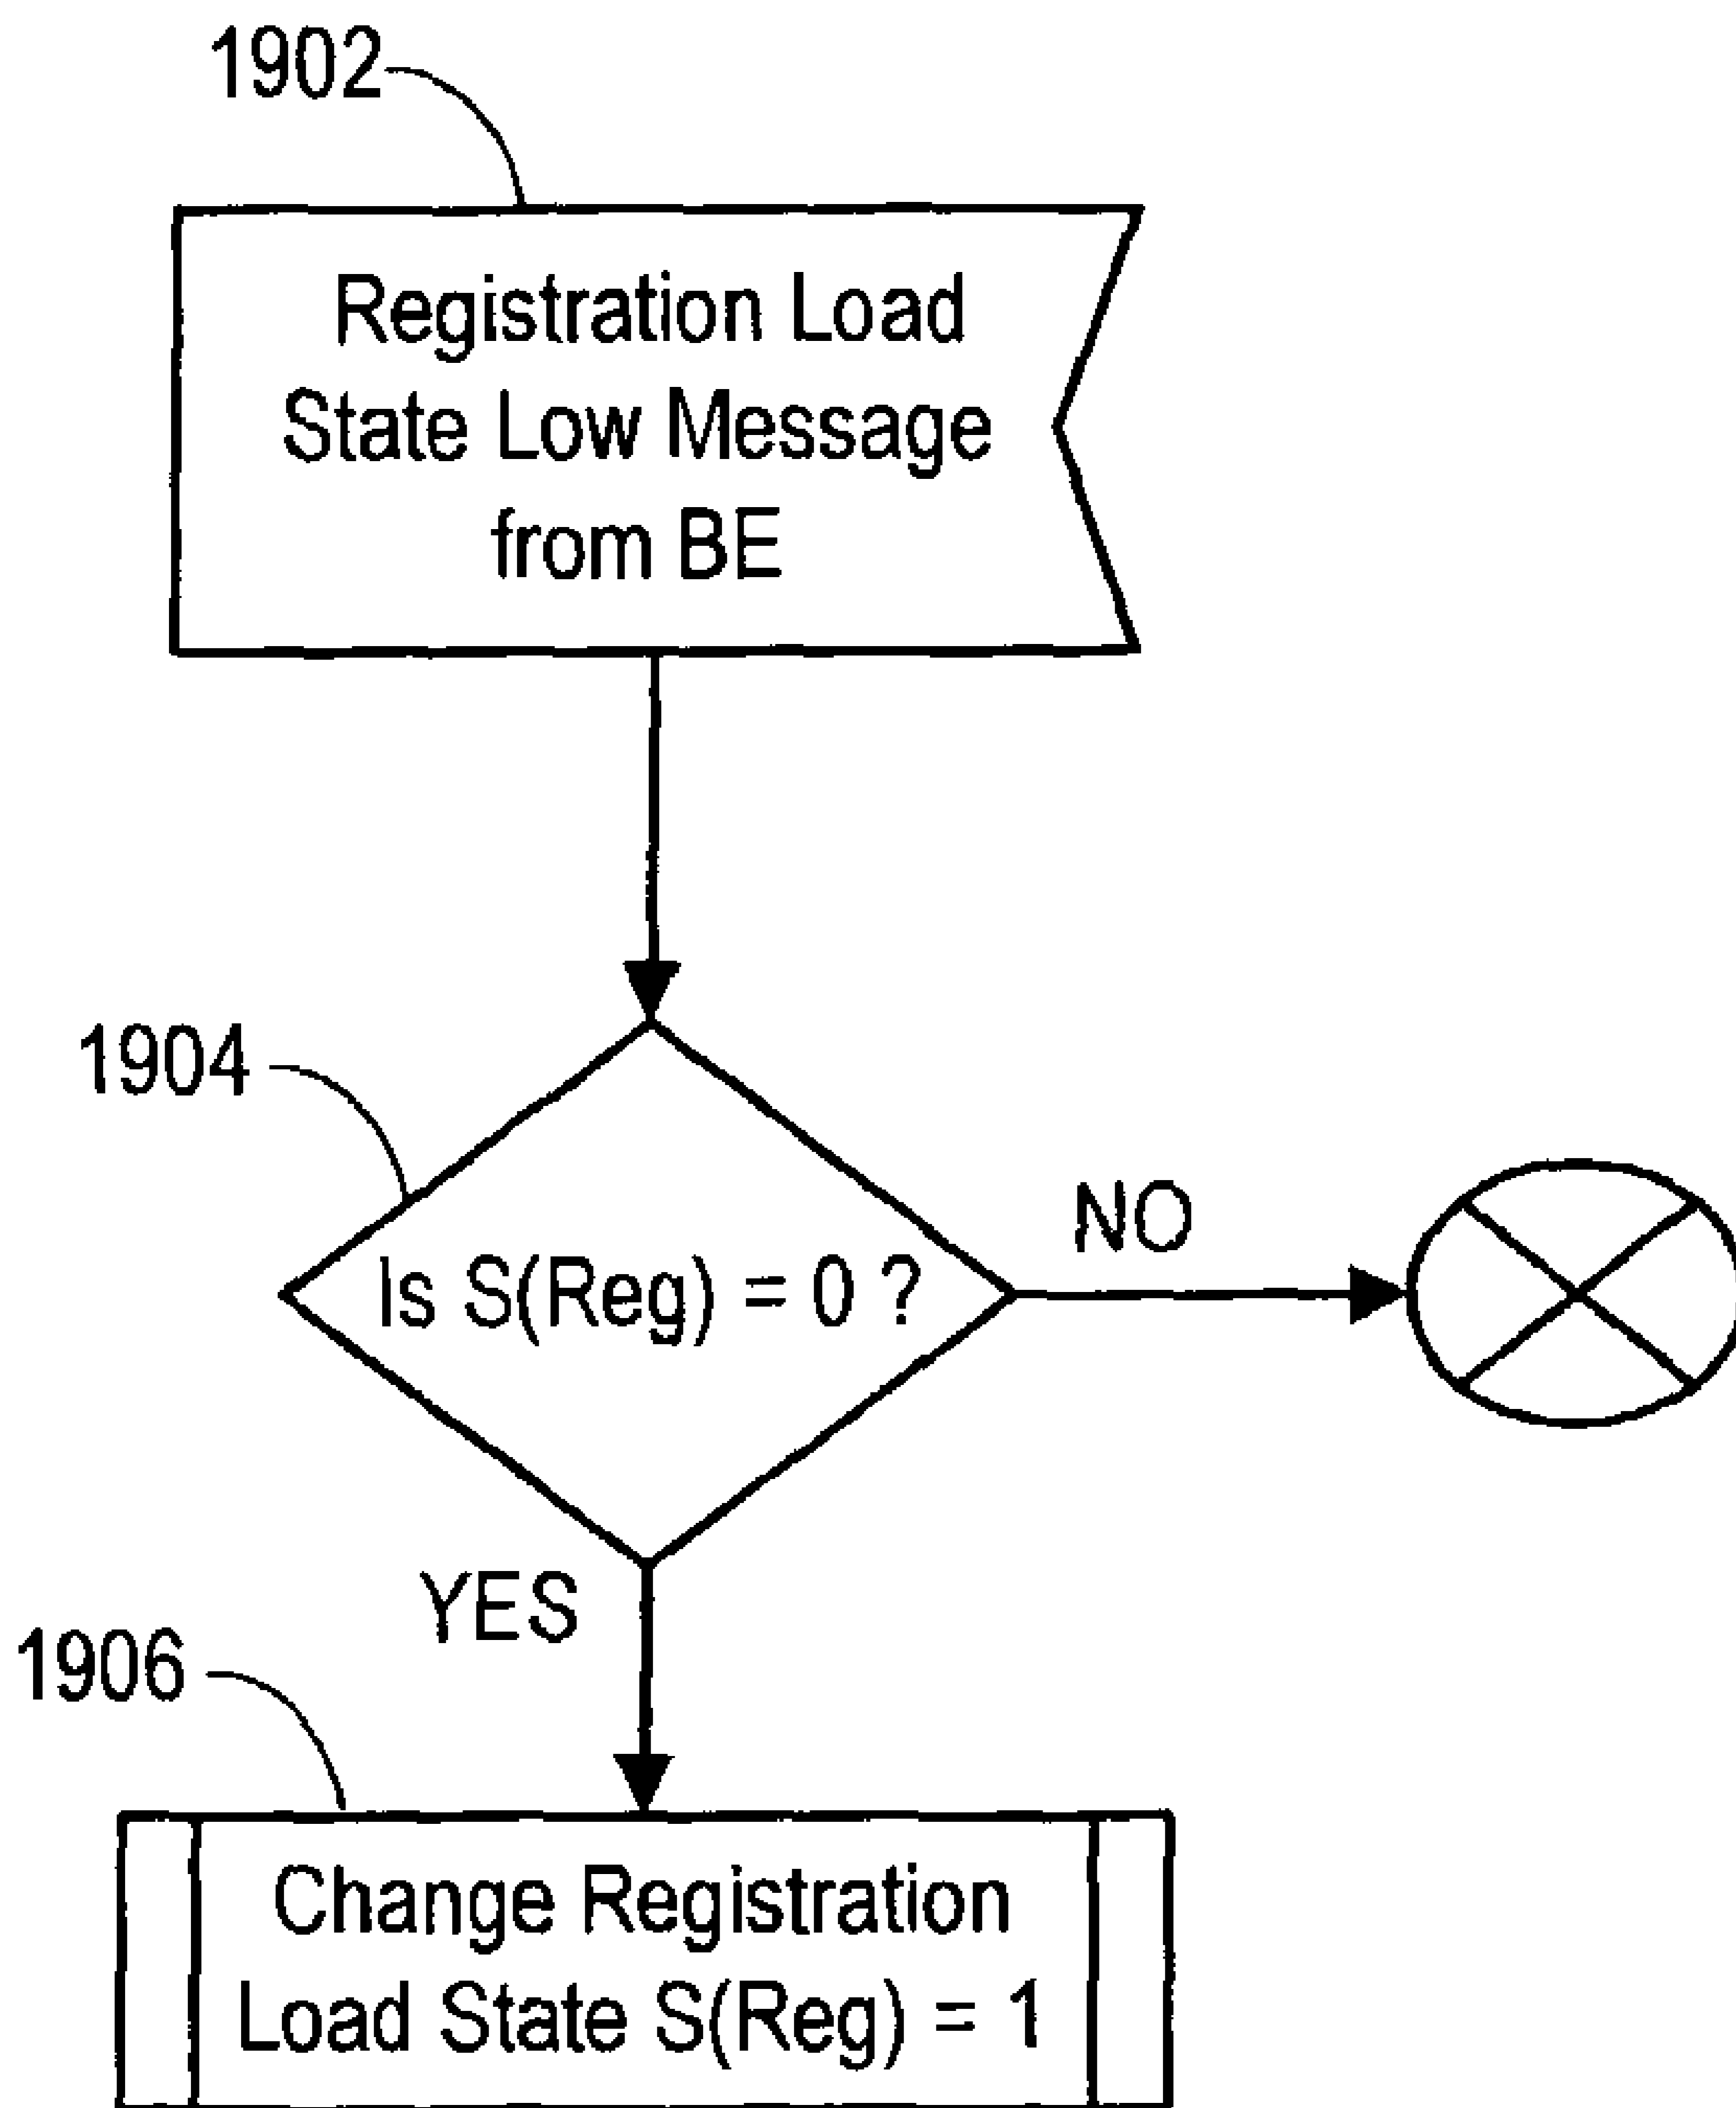 1902
Registration Load
State Low Message
from BE
1904
Is S(Reg) = 0 ?
NO
YES
1906
Change Registration
Load State S(Reg) = 1